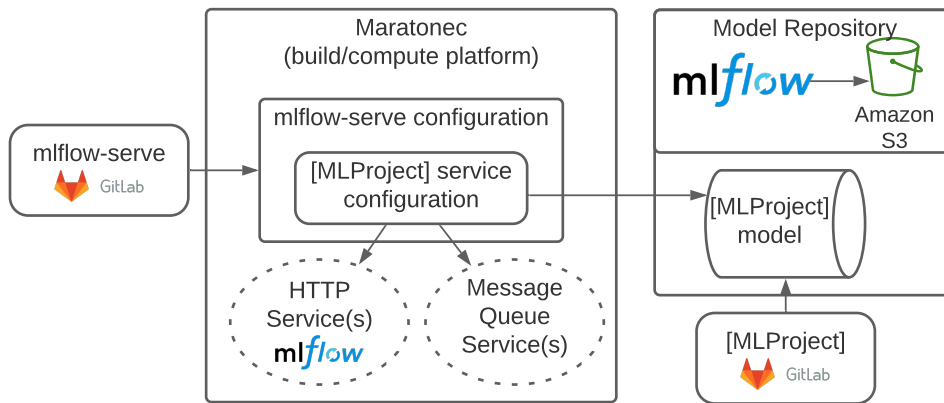 Maratonec
(build/compute platform)
mlflow-serve configuration
[MLProject] service
configuration
mlflow-serve
GitLab
HTTP
Service(s)
mlflow
Message
Queue
Service(s)
Model Repository
mlflow
Amazon
S3
[MLProject]
model
[MLProject]
GitLab